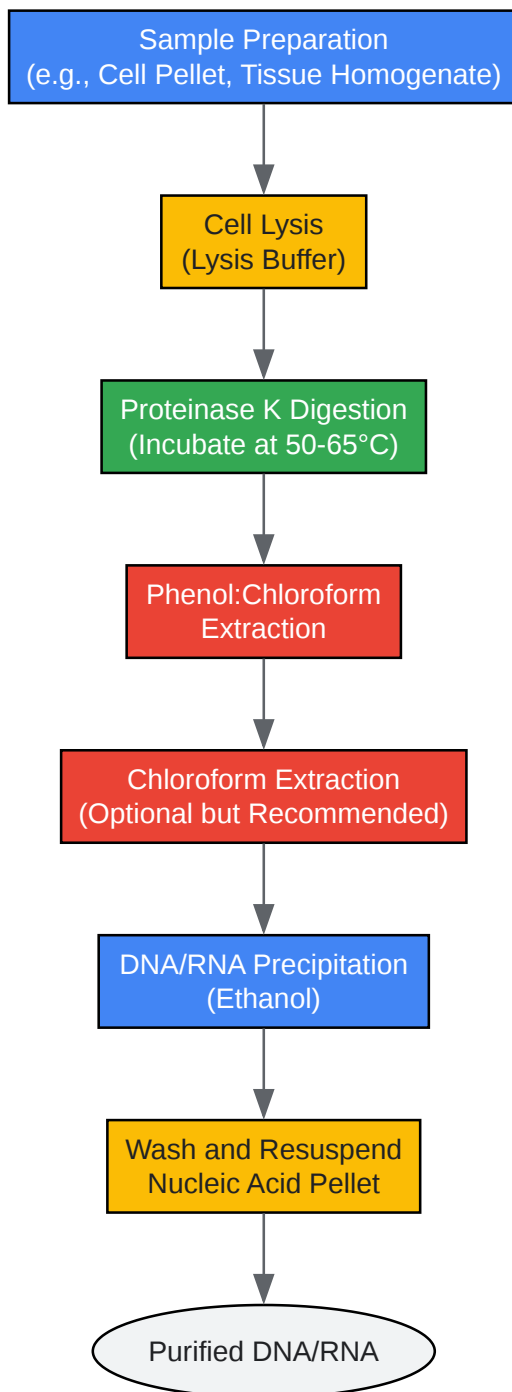 Sample Preparation
(e.g., Cell Pellet, Tissue Homogenate)
Cell Lysis
(Lysis Buffer)
Proteinase K Digestion
(Incubate at 50-65°C)
Phenol:Chloroform
Extraction
Chloroform Extraction
(Optional but Recommended)
DNA/RNA Precipitation
(Ethanol)
Wash and Resuspend
Nucleic Acid Pellet
Purified DNA/RNA